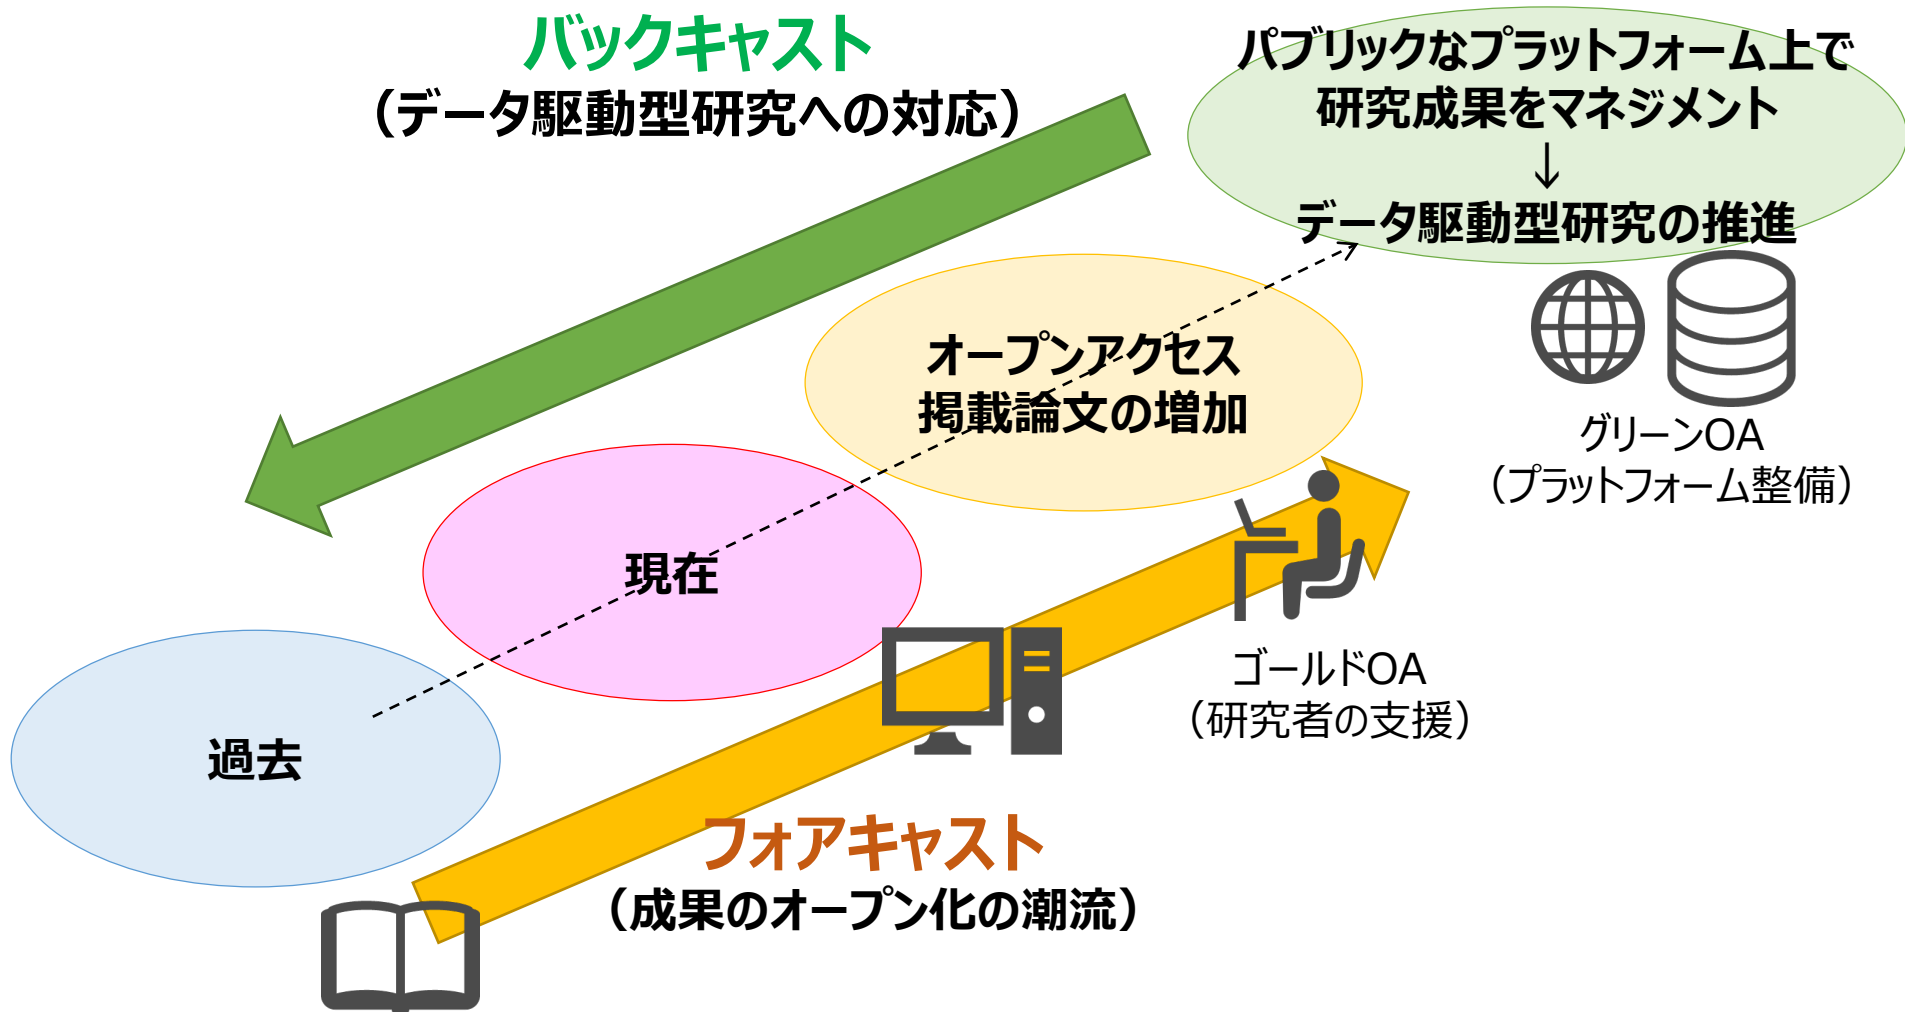 バックキャスト
（データ駆動型研究への対応）
パブリックなプラットフォーム上で
研究成果をマネジメント
↓
データ駆動型研究の推進
オープンアクセス
掲載論文の増加
グリーンOA
（プラットフォーム整備）
現在
ゴールドOA
（研究者の支援）
過去
フォアキャスト
（成果のオープン化の潮流）